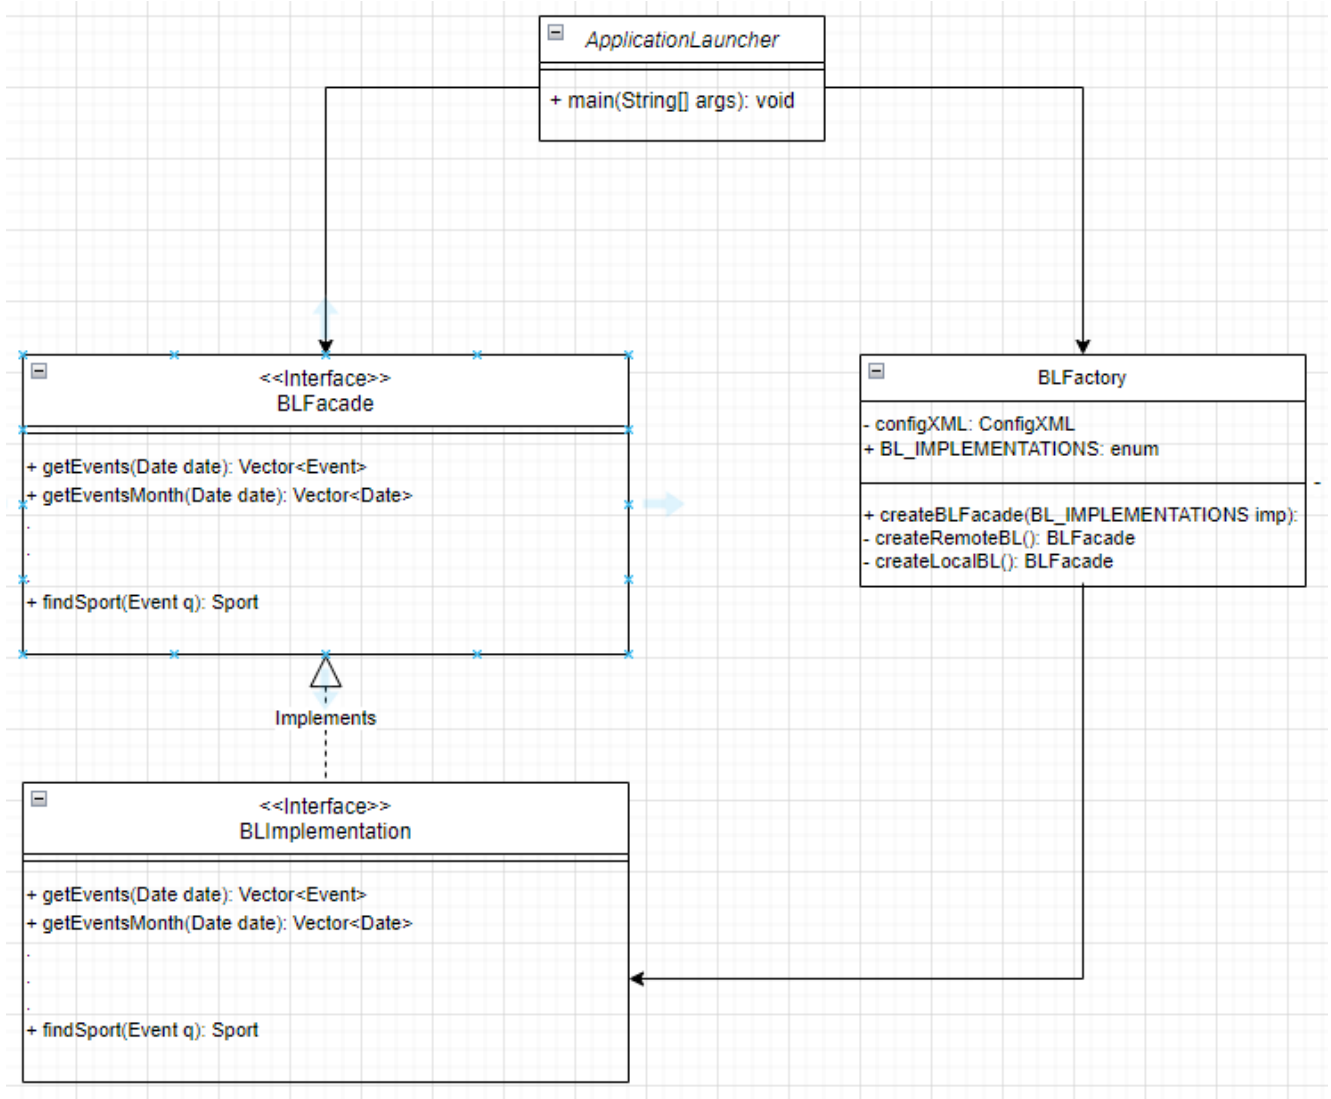 ApplicationLauncher
+ main(String[] args): void
<<Interface>>
BLFacade
+ getEvents(Date date): Vector<Event>
+ getEventsMonth(Date date): Vector<Date>
.
.
.
+ findSport(Event q): Sport
BLFactory
- configXML: ConfigXML
+ BL_IMPLEMENTATIONS: enum
-
+ createBLFacade(BL_IMPLEMENTATIONS imp):
- createRemoteBL(): BLFacade
- createLocalBL(): BLFacade
Implements
<<Interface>>
BLImplementation
+ getEvents(Date date): Vector<Event>
+ getEventsMonth(Date date): Vector<Date>
.
.
.
+ findSport(Event q): Sport